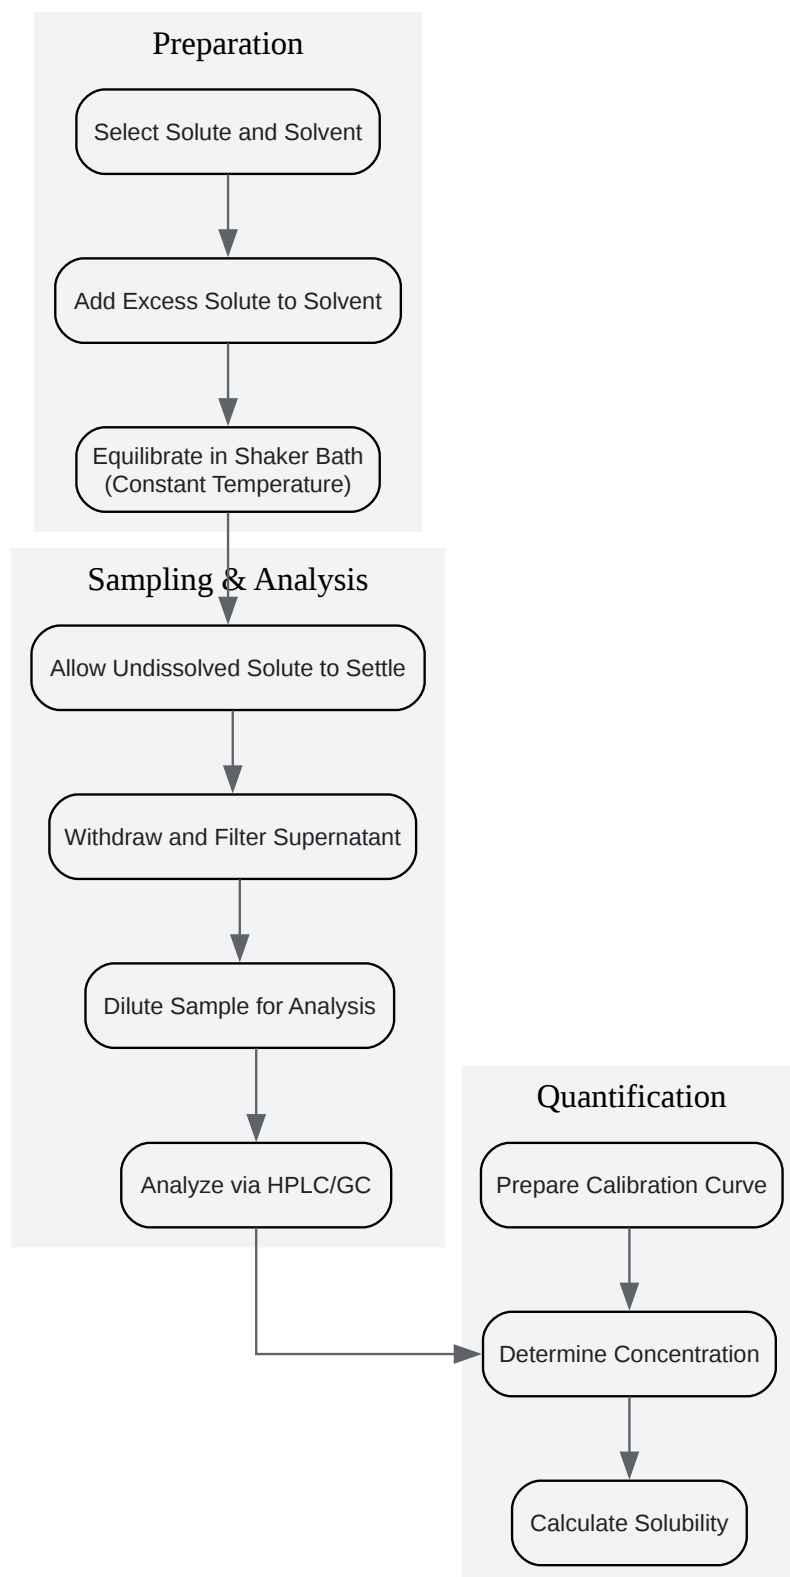 Preparation
Select Solute and Solvent
Add Excess Solute to Solvent
Equilibrate in Shaker Bath
(Constant Temperature)
Sampling & Analysis
Allow Undissolved Solute to Settle
Withdraw and Filter Supernatant
Dilute Sample for Analysis
Analyze via HPLC/GC
Quantification
Prepare Calibration Curve
Determine Concentration
Calculate Solubility